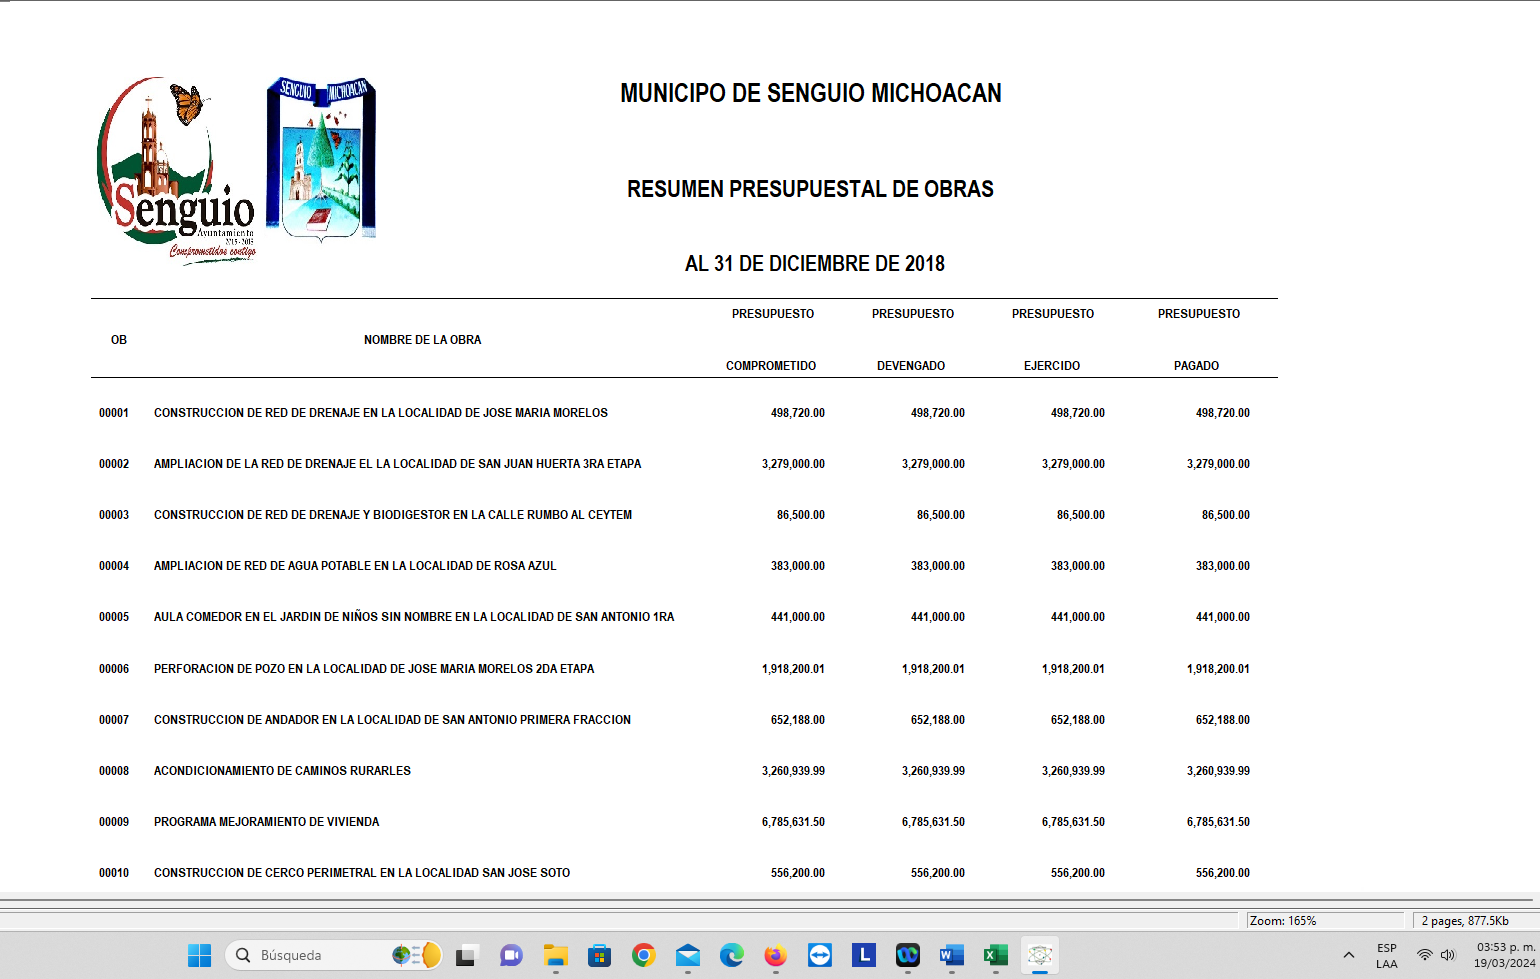 SENGUIO MICHOACAN
Senguio
Ayuntamiento
2015-2018
Comprometidos contigo
MUNICIPO DE SENGUIO MICHOACAN
RESUMEN PRESUPUESTAL DE OBRAS
AL 31 DE DICIEMBRE DE 2018
PRESUPUESTO PRESUPUESTO PRESUPUESTO PRESUPUESTO
OB NOMBRE DE LA OBRA
COMPROMETIDO DEVENGADO EJERCIDO PAGADO
00001 CONSTRUCCION DE RED DE DRENAJE EN LA LOCALIDAD DE JOSE MARIA MORELOS 498,720.00 498,720.00 498,720.00 498,720.00
00002 AMPLIACION DE LA RED DE DRENAJE EL LA LOCALIDAD DE SAN JUAN HUERTA 3RA ETAPA 3,279,000.00 3,279,000.00 3,279,000.00 3,279,000.00
00003 CONSTRUCCION DE RED DE DRENAJE Y BIODIGESTOR EN LA CALLE RUMBO AL CEYTEM 86,500.00 86,500.00 86,500.00 86,500.00
00004 AMPLIACION DE RED DE AGUA POTABLE EN LA LOCALIDAD DE ROSA AZUL 383,000.00 383,000.00 383,000.00 383,000.00
00005 AULA COMEDOR EN EL JARDIN DE NIÑOS SIN NOMBRE EN LA LOCALIDAD DE SAN ANTONIO 1RA 441,000.00 441,000.00 441,000.00 441,000.00
00006 PERFORACION DE POZO EN LA LOCALIDAD DE JOSE MARIA MORELOS 2DA ETAPA 1,918,200.01 1,918,200.01 1,918,200.01 1,918,200.01
00007 CONSTRUCCION DE ANDADOR EN LA LOCALIDAD DE SAN ANTONIO PRIMERA FRACCION 652,188.00 652,188.00 652,188.00 652,188.00
00008 ACONDICIONAMIENTO DE CAMINOS RURARLES 3,260,939.99 3,260,939.99 3,260,939.99 3,260,939.99
00009 PROGRAMA MEJORAMIENTO DE VIVIENDA 6,785,631.50 6,785,631.50 6,785,631.50 6,785,631.50
00010 CONSTRUCCION DE CERCO PERIMETRAL EN LA LOCALIDAD SAN JOSE SOTO 556,200.00 556,200.00 556,200.00 556,200.00
Zoom: 165% 2 pages, 877.5Kb
Búsqueda
ESP
LAA
03:53 p. m.
19/03/2024